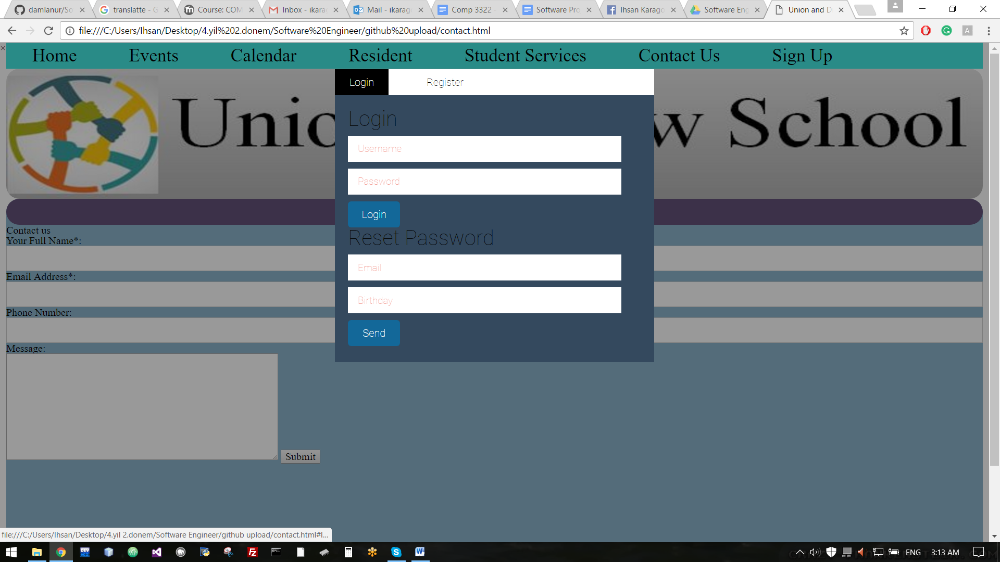 damlanur/So
translatte - G
Course: COM
Inbox - ikarag
Mail - ikarago
Comp 3322 -
Software Pro
Ihsan Karago
Software Eng
Union and D
file:///C:/Users/Ihsan/Desktop/4.yil%202.donem/Software%20Engineer/github%20upload/contact.html
Home
Events
Calendar
Resident
Student Services
Contact Us
Sign Up
Login
Register
Unio
w School
Login
Username
Password
Login
Reset Password
Email
Birthday
Send
Contact us
Your Full Name*:
Email Address*:
Phone Number:
Message:
Submit
file:///C:/Users/Ihsan/Desktop/4.yil 2.donem/Software Engineer/github upload/contact.html#l...
ENG
3:13 AM